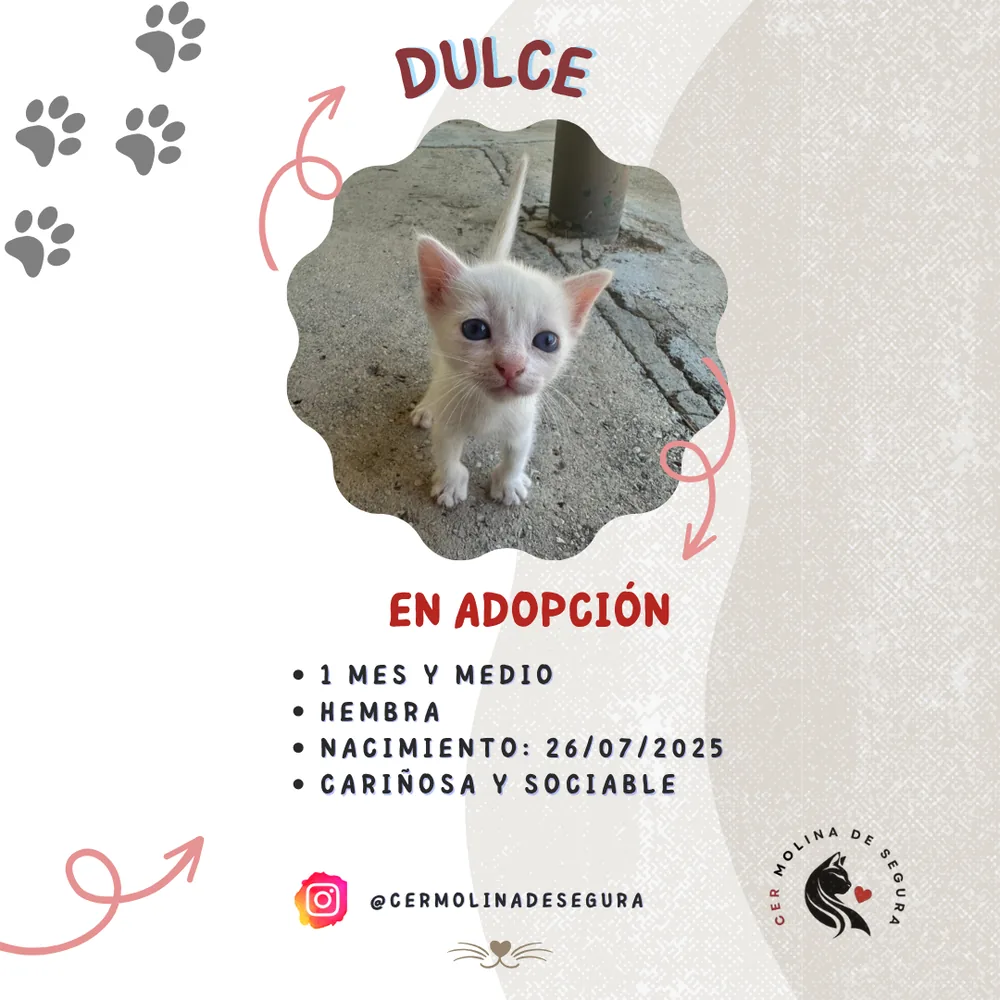 DULCE
EN ADOPCIÓN
• 1 MES Y MEDIO
• HEMBRA
• NACIMIENTO: 26/07/2025
• CARIÑOSA Y SOCIABLE
@CERMOLINADESEGURA
CER MOLINA DE SEGURA